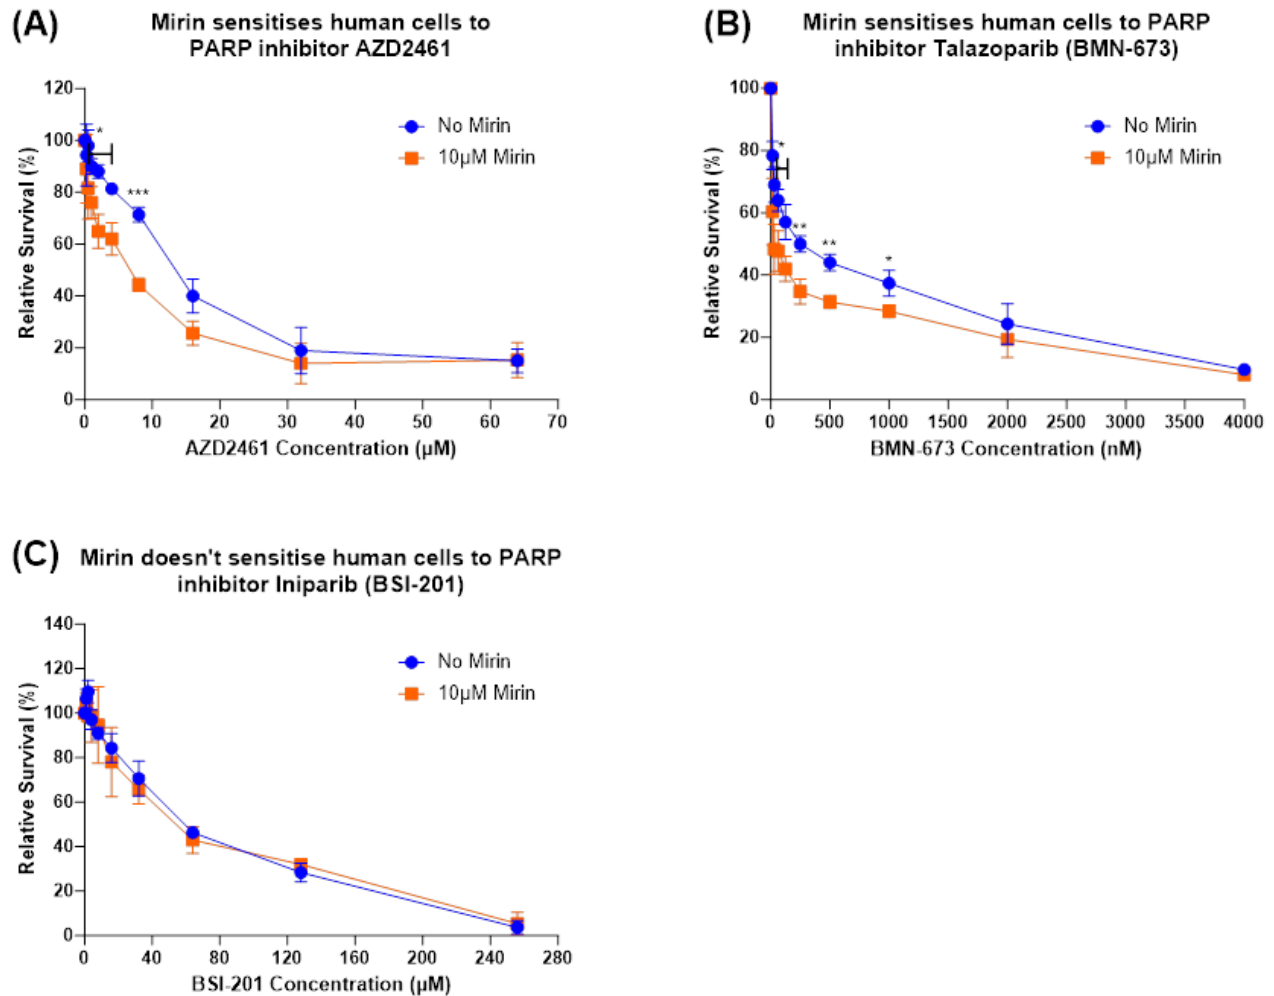 (A)
Mirin sensitises human cells to
PARP inhibitor AZD2461
120
100
80
60
40
20
0
Relative Survival (%)
*
***
No Mirin
10µM Mirin
0 10 20 30 40 50 60 70
AZD2461 Concentration (µM)
(B)
Mirin sensitises human cells to PARP
inhibitor Talazoparib (BMN-673)
100
80
60
40
20
0
Relative Survival (%)
*
**
**
*
No Mirin
10µM Mirin
0 500 1000 1500 2000 2500 3000 3500 4000
BMN-673 Concentration (nM)
(C)
Mirin doesn't sensitise human cells to PARP
inhibitor Iniparib (BSI-201)
140
120
100
80
60
40
20
0
Relative Survival (%)
No Mirin
10µM Mirin
0 40 80 120 160 200 240 280
BSI-201 Concentration (µM)